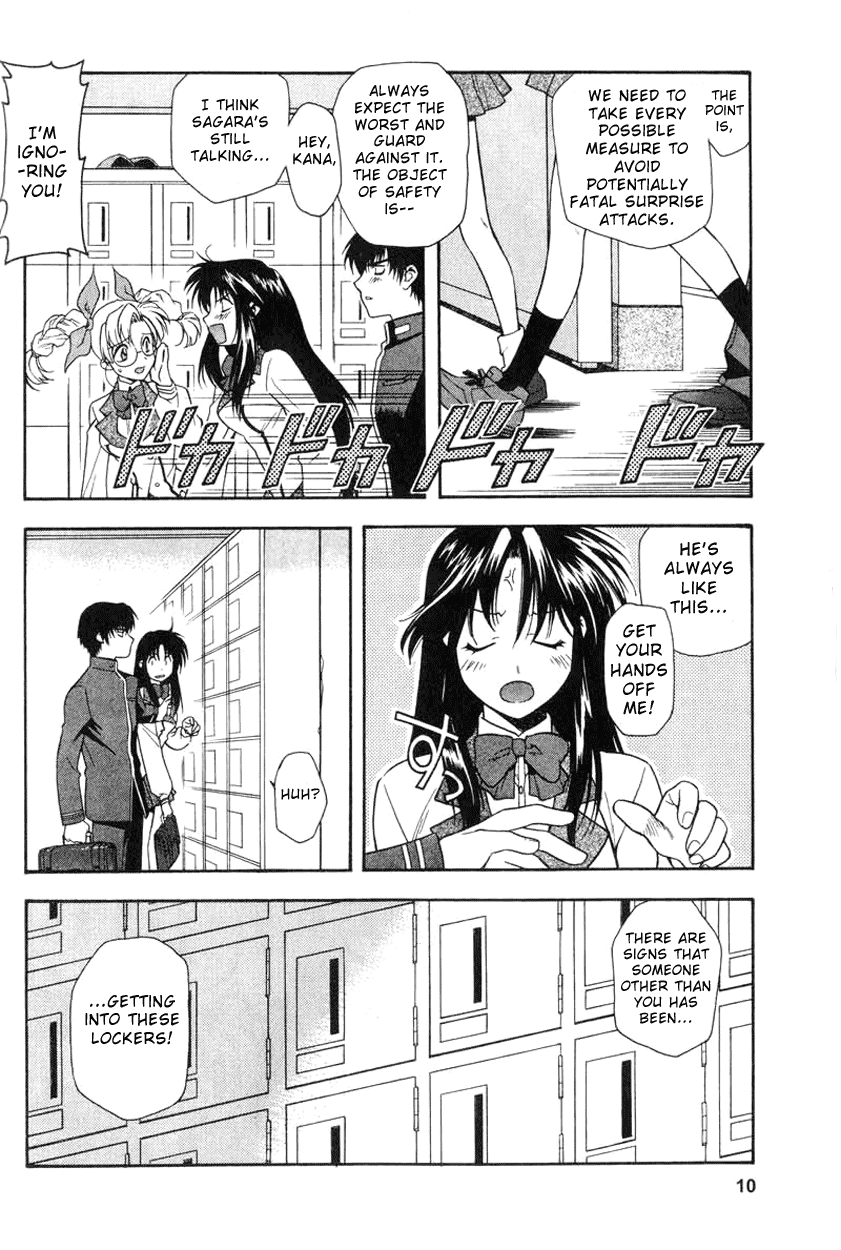 THE
POINT
IS,
WE NEED TO
TAKE EVERY
POSSIBLE
MEASURE TO
AVOID
POTENTIALLY
FATAL SURPRISE
ATTACKS.
ドカ
ドカ
ALWAYS
EXPECT THE
WORST AND
GUARD
AGAINST IT.
THE OBJECT
OF SAFETY
IS--
HEY,
KANA,
I THINK
SAGARA'S
STILL
TALKING...
I'M
IGNO-
-RING
YOU!
ドカ
ドカ
HE'S
ALWAYS
LIKE
THIS...
GET
YOUR
HANDS
OFF
ME!
すっ
HUH?
THERE ARE
SIGNS THAT
SOMEONE
OTHER THAN
YOU HAS
BEEN...
...GETTING
INTO THESE
LOCKERS!
10